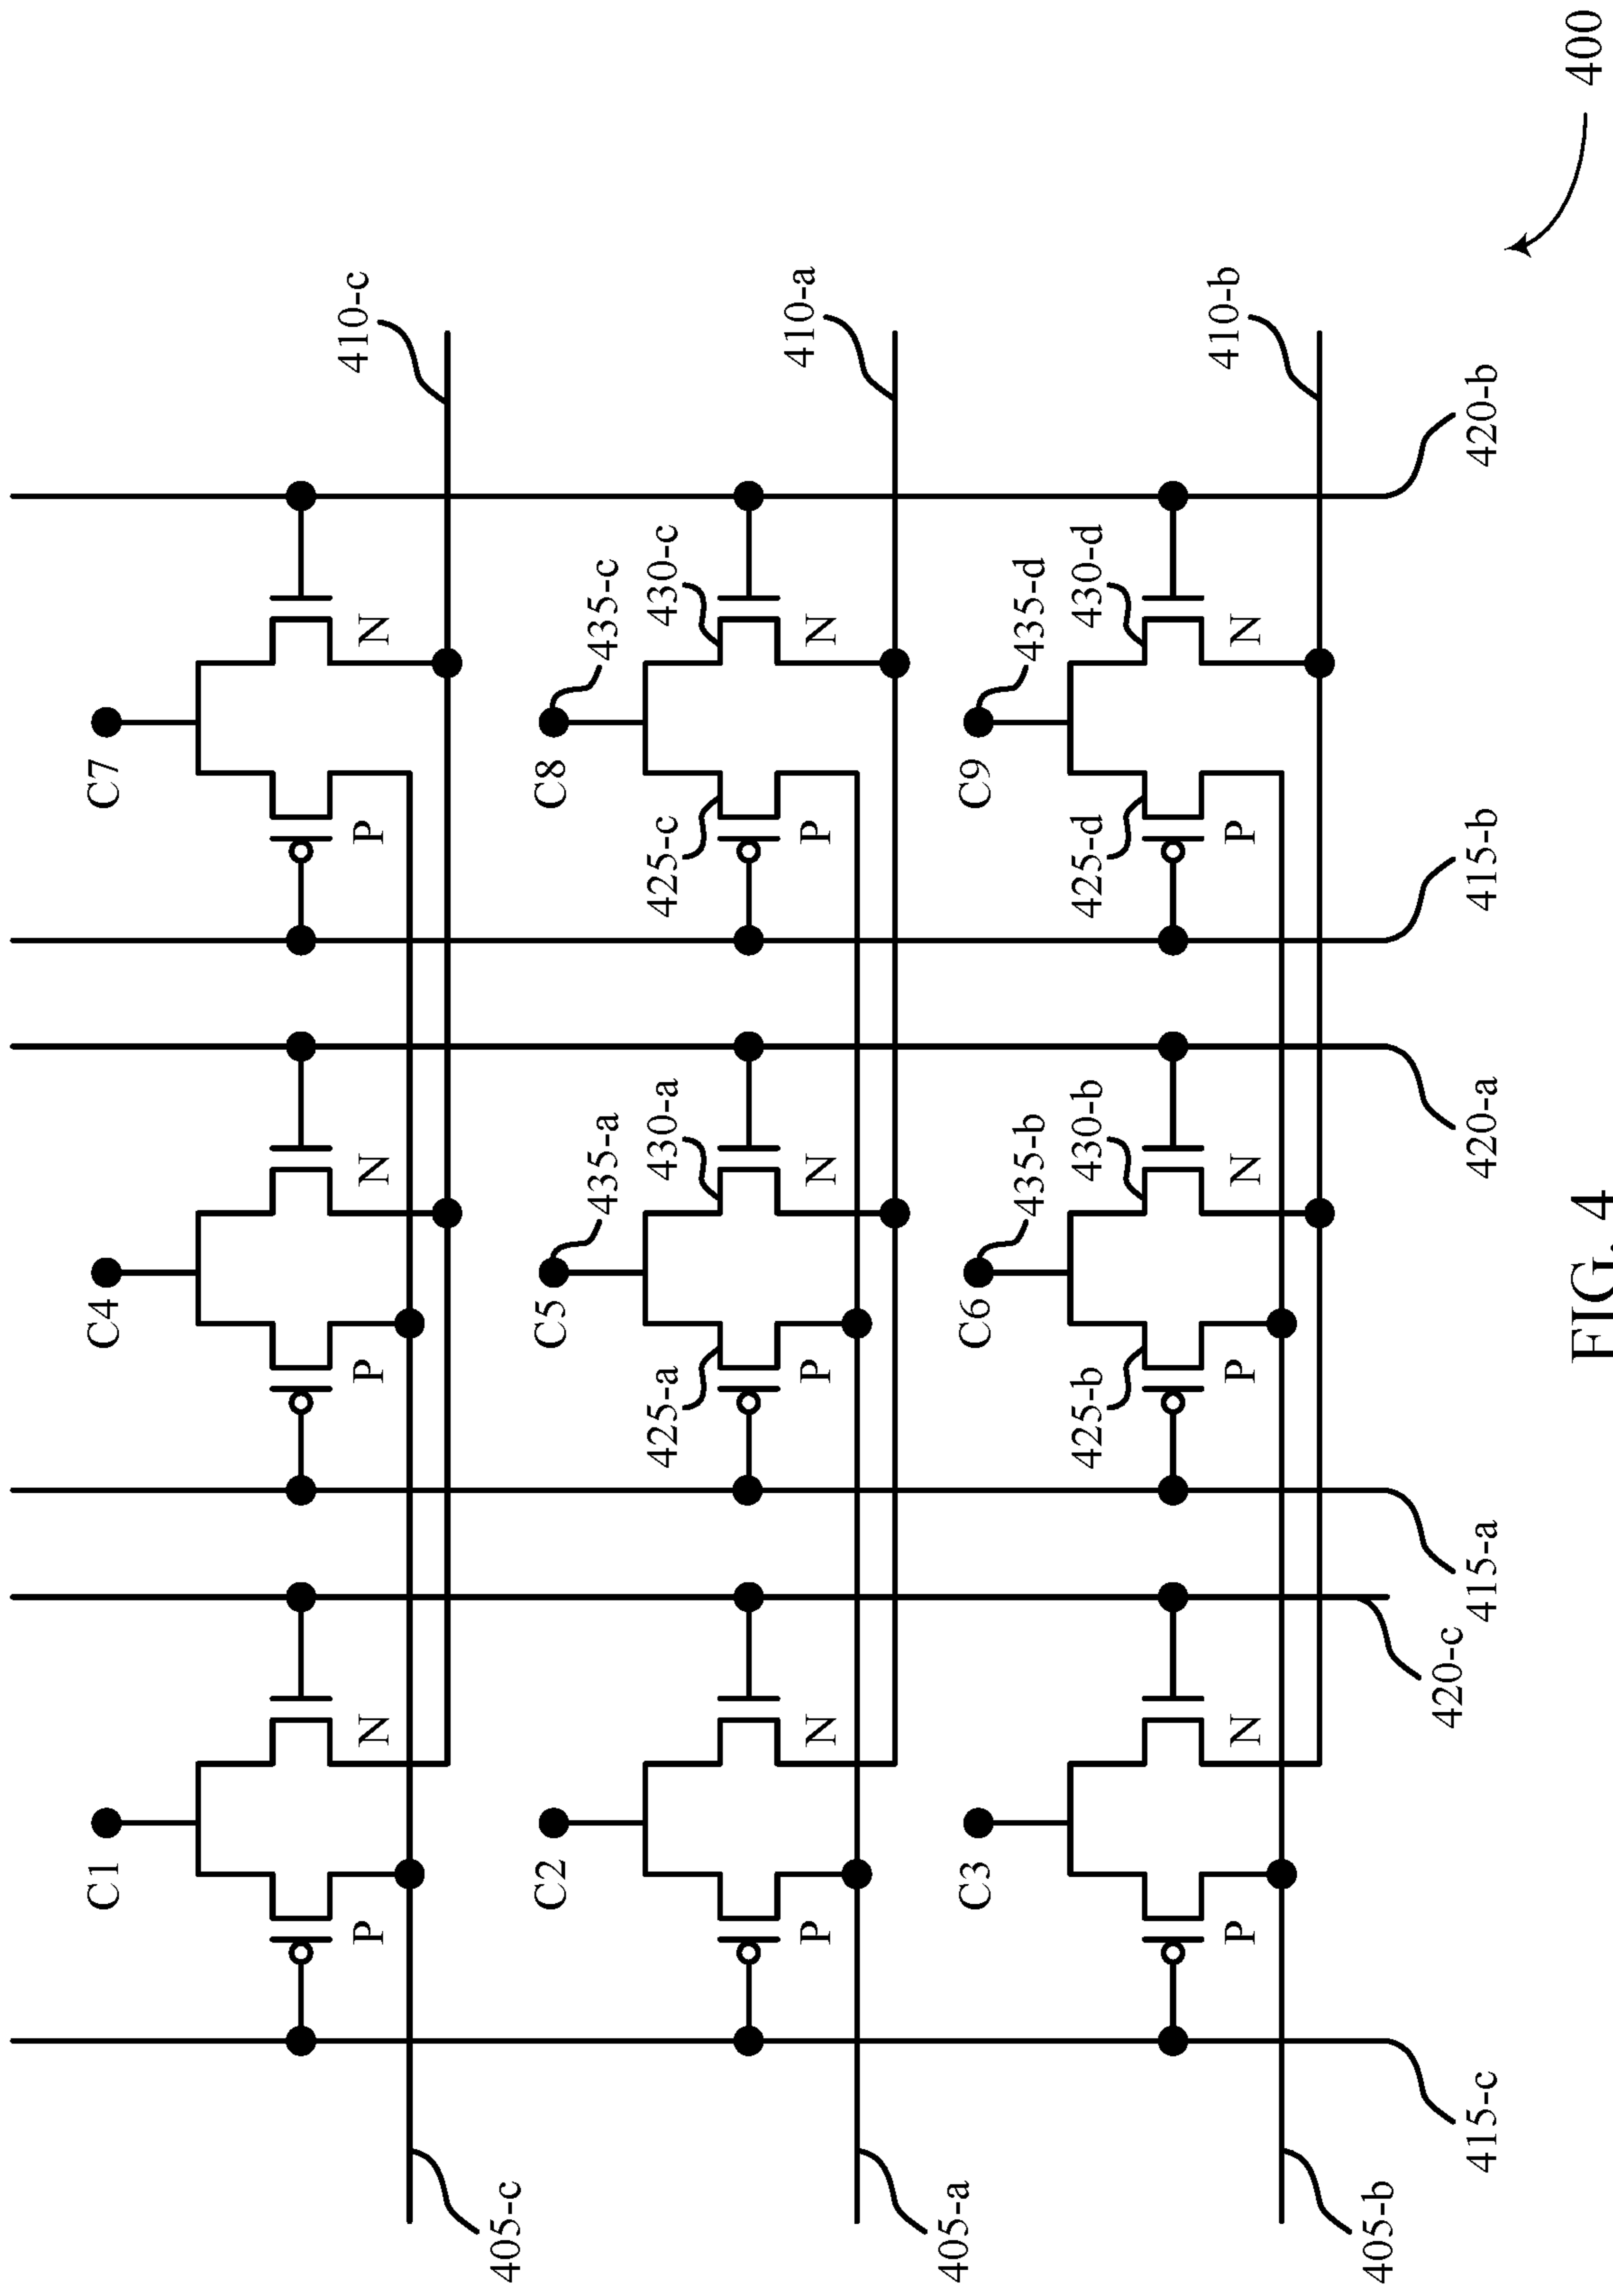 C1 C4 C7
P N P N P N 410-c
405-c
C2 C5 435-a C8 435-c
425-a 430-a 425-c 430-c
P N P N P N 410-a
405-a
C3 C6 435-b C9 435-d
425-b 430-b 425-d 430-d
P N P N P N 410-b
405-b
415-c 420-c 415-a 420-a 415-b 420-b
400
FIG. 4